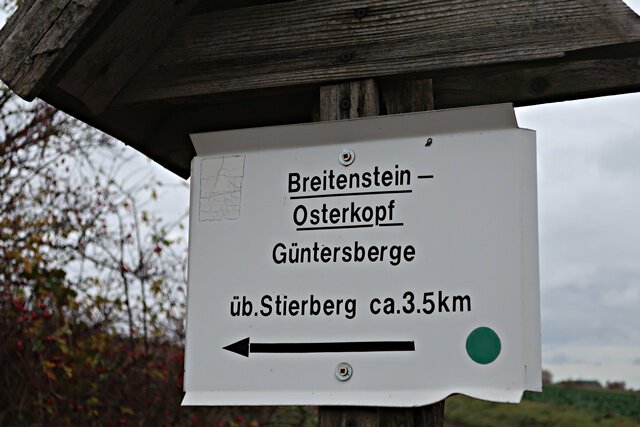 Breitenstein –
Osterkopf
Güntersberge
üb.Stierberg ca.3.5km